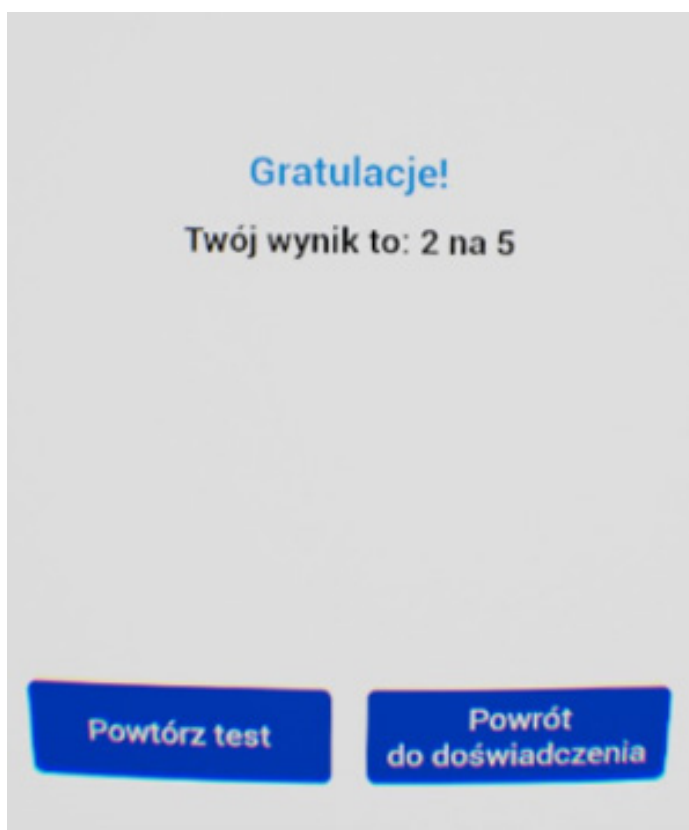 Gratulacje!
Twój wynik to: 2 na 5
Powtórz test
Powrót
do doświadczenia